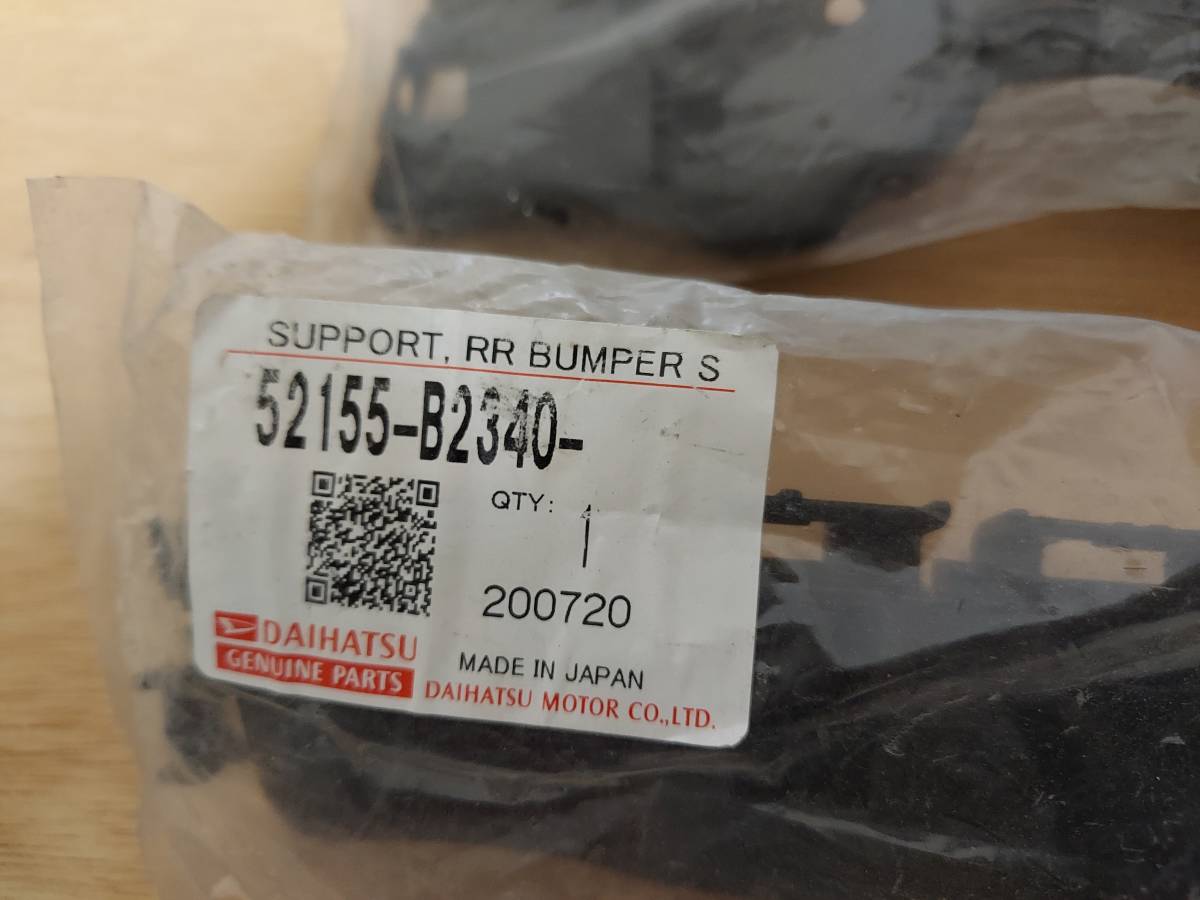 SUPPORT, RR BUMPER S
52155-B2340-
QTY: 1
200720
DAIHATSU
GENUINE PARTS
MADE IN JAPAN
DAIHATSU MOTOR CO.,LTD.